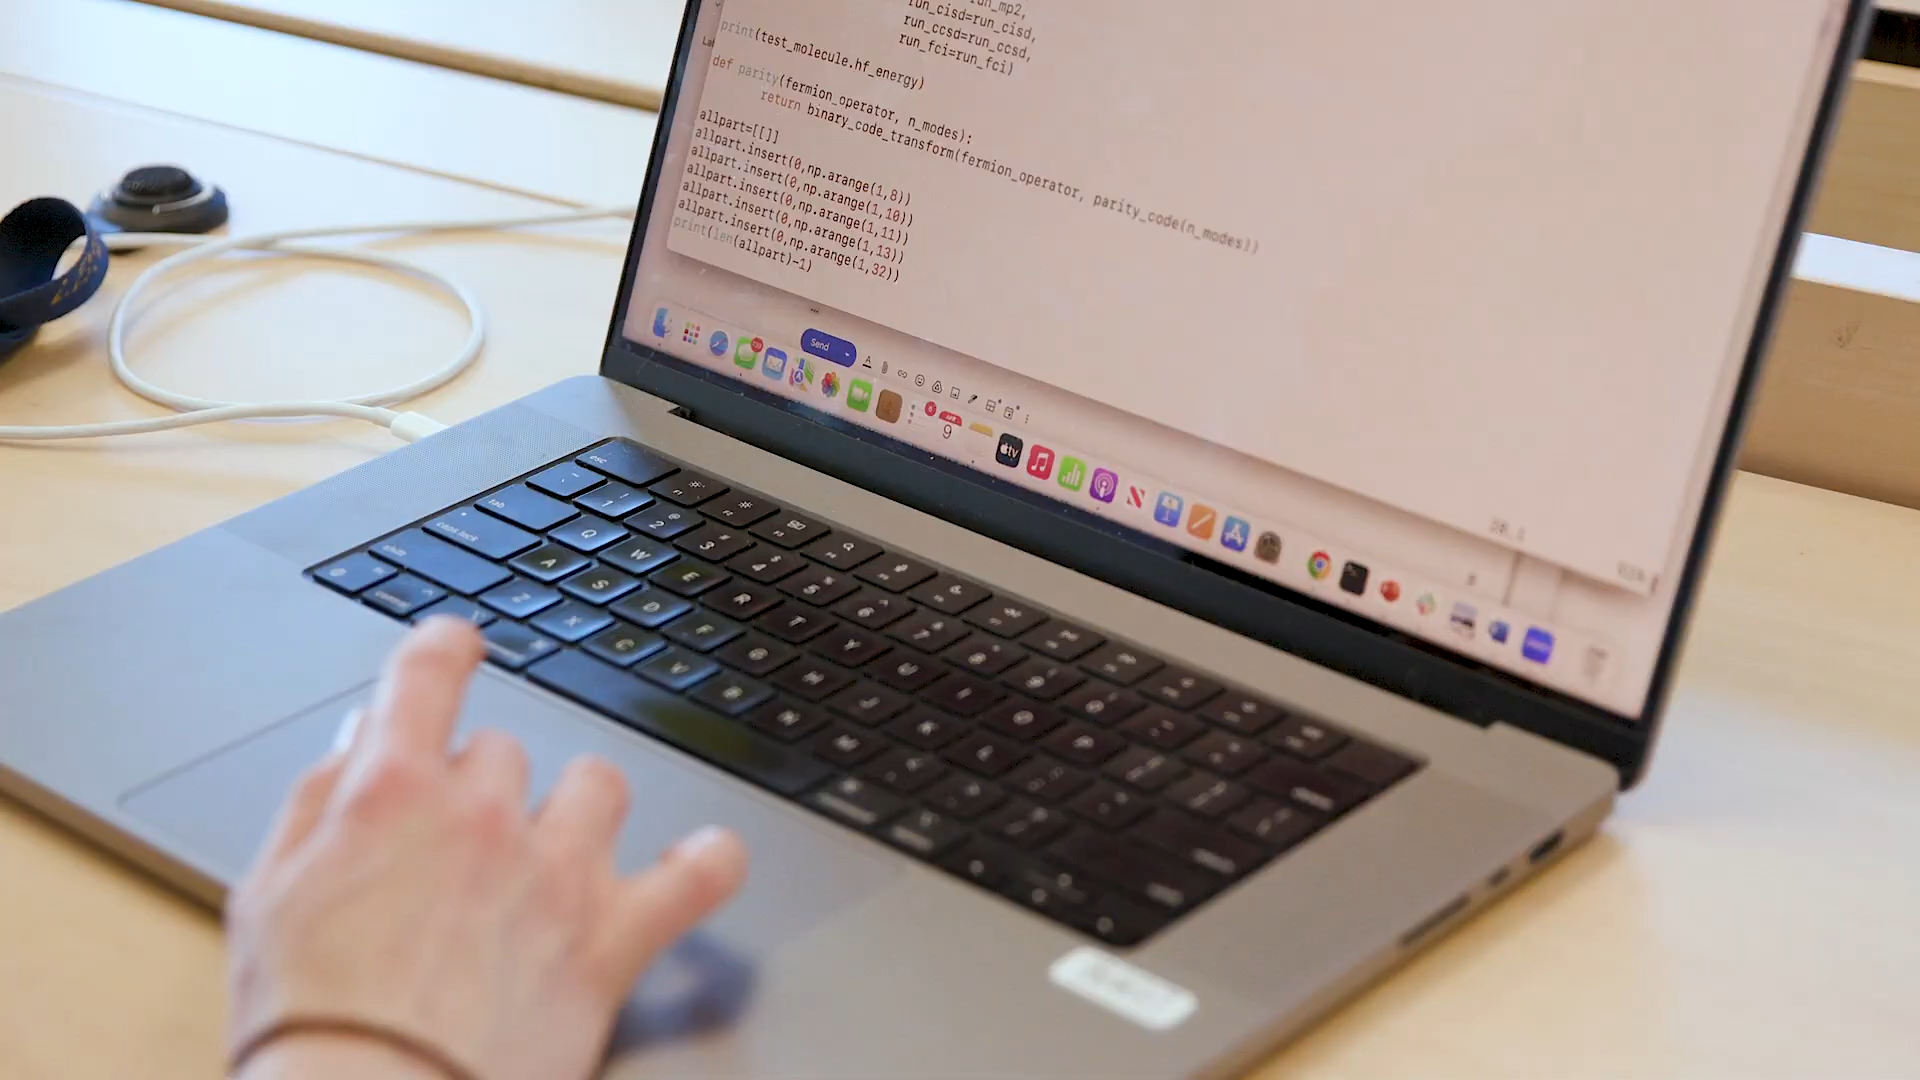 run_mp2,
run_cisd=run_cisd,
run_ccsd=run_ccsd,
run_fci=run_fci)
print(test_molecule.hf_energy)
def parity(fermion_operator, n_modes):
return binary_code_transform(fermion_operator, parity_code(n_modes))
allpart=[[]]
allpart.insert(0,np.arange(1,8))
allpart.insert(0,np.arange(1,10))
allpart.insert(0,np.arange(1,11))
allpart.insert(0,np.arange(1,13))
allpart.insert(0,np.arange(1,32))
print(len(allpart)-1)
Send
9
tv
esc
tab
caps lock
shift
Q
W
E
R
T
Y
U
I
A
S
D
F
G
H
J
K
L
Z
X
C
V
B
N
M